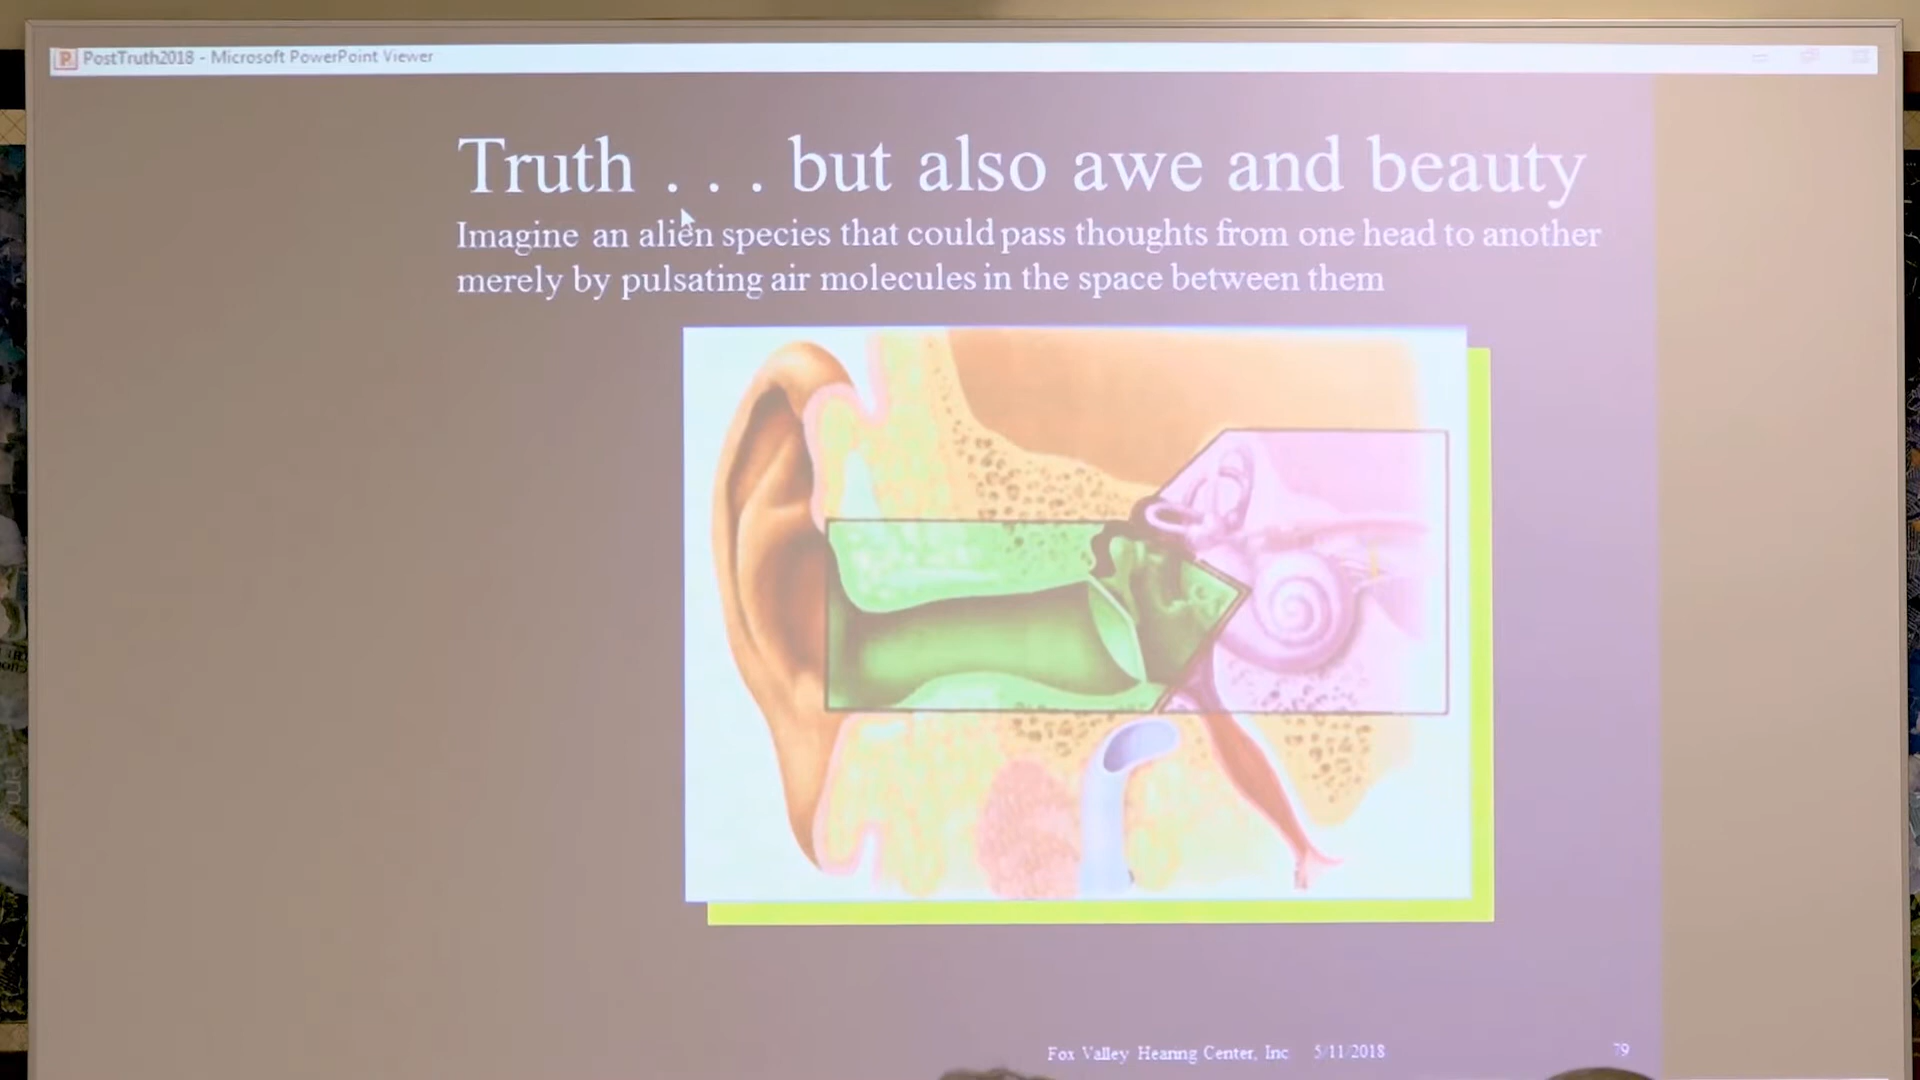 PostTruth2018 - Microsoft PowerPoint Viewer
Truth . . . but also awe and beauty
Imagine an alien species that could pass thoughts from one head to another
merely by pulsating air molecules in the space between them
Fox Valley Hearing Center, Inc 5/11/2018 79